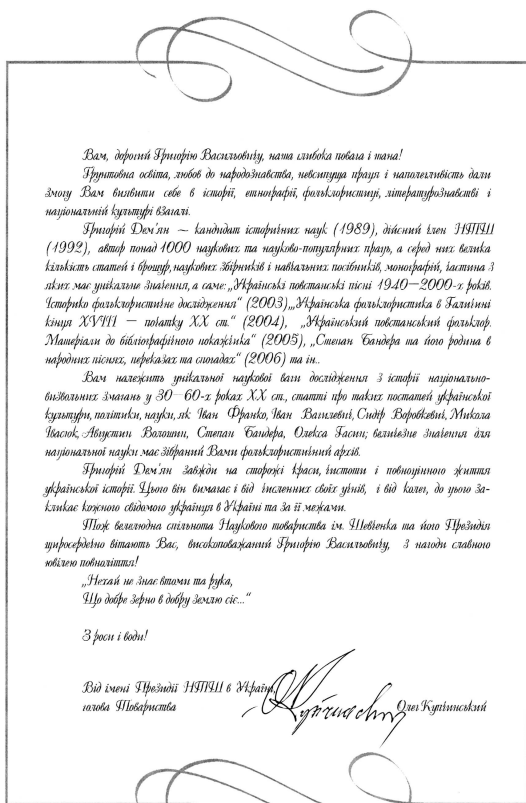 Вам, дорогий Григорію Васильовичу, наша глибока повага і шана!
Ґрунтовна освіта, любов до народознавства, невсипуща праця і наполегливість дали
змогу Вам виявити себе в історії, етнографії, фольклористиці, літературознавстві і
національній культурі взагалі.
Григорій Дем'ян – кандидат історичних наук (1989), дійсний член НТШ
(1992), автор понад 1000 наукових та науково-популярних праць, а серед них велика
кількість статей і брошур, наукових збірників і навчальних посібників, монографій, частина з
яких має унікальне значення, а саме: „Українські повстанські пісні 1940–2000-х років.
Історико фольклористичне дослідження" (2003), „Українська фольклористика в Галичині
кінця XVIII – початку XX ст." (2004), „Український повстанський фольклор.
Матеріали до бібліографічного покажчика" (2005), „Степан Бандера та його родина в
народних піснях, переказах та спогадах" (2006) та ін..
Вам належить унікальної наукової ваги дослідження з історії національно-
визвольних змагань у 30–60-х роках XX ст., статті про таких постатей української
культури, політики, науки, як Іван Франко, Іван Вагилевич, Сидір Воробкевич, Микола
Івасюк, Августин Волошин, Степан Бандера, Олекса Гасин; величезне значення для
національної науки має зібраний Вами фольклористичний архів.
Григорій Дем'ян завжди на сторожі краси, чистоти і повноцінного життя
української історії. Цього він вимагає і від численних своїх учнів, і від колег, до цього за-
кликає кожного свідомого українця в Україні та за її межами.
Тож велелюдна спільнота Наукового товариства ім. Шевченка та його Президія
щиросердечно вітають Вас, високоповажаний Григорію Васильовичу, з нагоди славного
ювілею повноліття!
„Нехай не знає втоми та рука,
Що добре зерно в добру землю сіє..."
З роси і води!
Від імені Президії НТШ в Україні,
голова Товариства Олег Купчинський